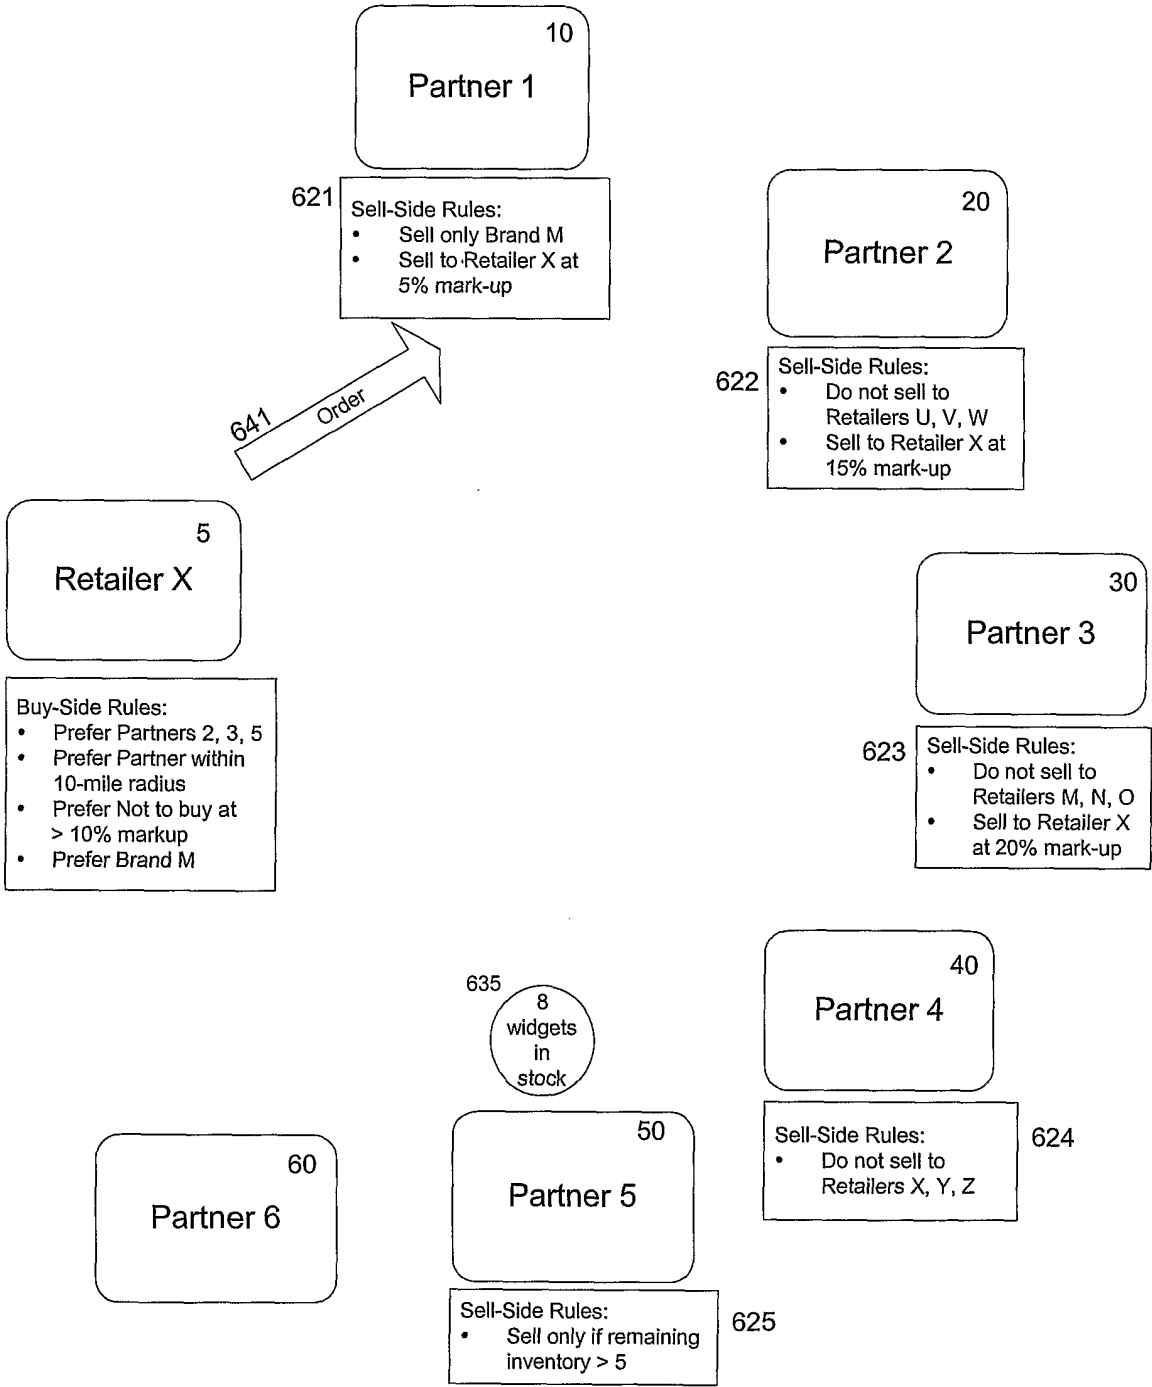 10
Partner 1
621
Sell-Side Rules:
• Sell only Brand M
• Sell to Retailer X at
5% mark-up
20
Partner 2
622
Sell-Side Rules:
• Do not sell to
Retailers U, V, W
• Sell to Retailer X at
15% mark-up
641
Order
5
Retailer X
Buy-Side Rules:
• Prefer Partners 2, 3, 5
• Prefer Partner within
10-mile radius
• Prefer Not to buy at
> 10% markup
• Prefer Brand M
30
Partner 3
623
Sell-Side Rules:
• Do not sell to
Retailers M, N, O
• Sell to Retailer X
at 20% mark-up
40
Partner 4
624
Sell-Side Rules:
• Do not sell to
Retailers X, Y, Z
635
8
widgets
in
stock
50
Partner 5
625
Sell-Side Rules:
• Sell only if remaining
inventory > 5
60
Partner 6